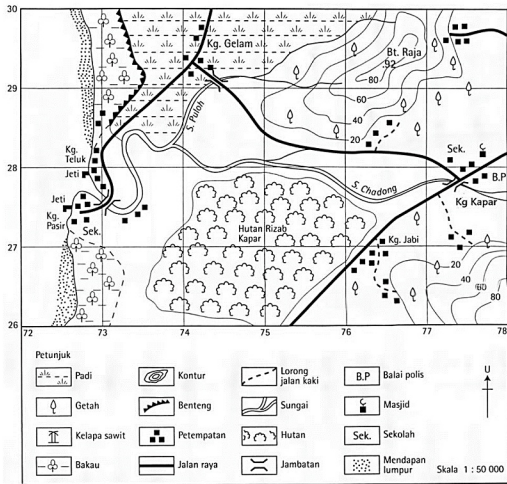 30
29
28
27
26
72
73
74
75
76
77
78
Kg. Gelam
Bt. Raja
.92
80
60
40
20
S. Puloh
Kg.
Teluk
Jeti
Jeti
Kg.
Pasir
Sek.
S. Chadong
Sek.
B.P
Kg Kapar
Hutan Rizab
Kapar
Kg. Jabi
20
40
60
80
Petunjuk
Padi
Kontur
Lorong
jalan kaki
B.P
Balai polis
U
Getah
Benteng
Sungai
Masjid
Kelapa sawit
Petempatan
Hutan
Sek.
Sekolah
Bakau
Jalan raya
Jambatan
Mendapan
lumpur
Skala 1 : 50 000